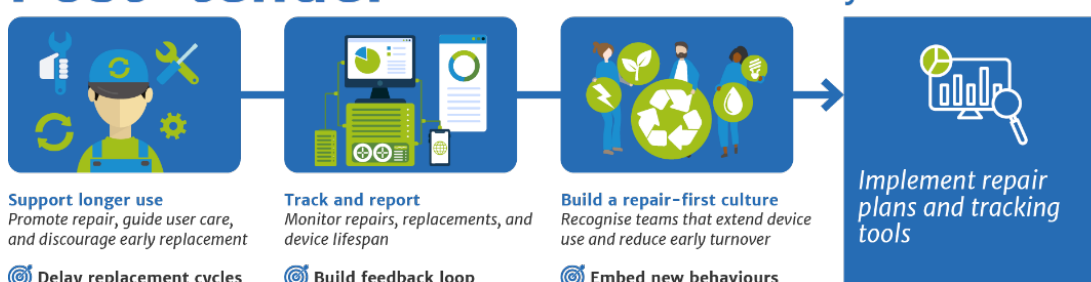 Post-tender
Support longer use
Promote repair, guide user care,
and discourage early replacement
Delay replacement cycles
Track and report
Monitor repairs, replacements, and
device lifespan
Build feedback loop
Build a repair-first culture
Recognise teams that extend device
use and reduce early turnover
Embed new behaviours
Implement repair
plans and tracking
tools